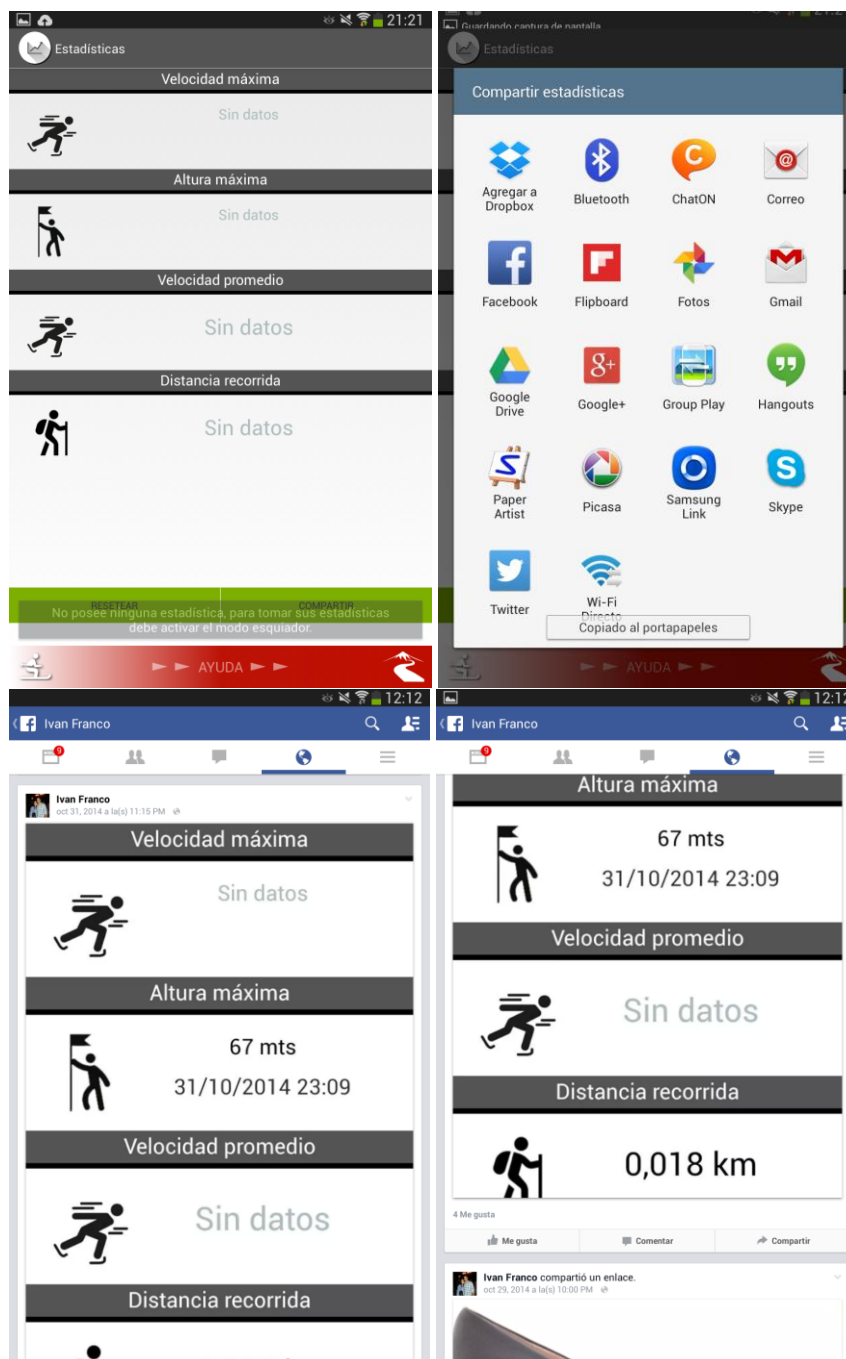 21:21
Estadísticas
Velocidad máxima
Sin datos
Altura máxima
Sin datos
Velocidad promedio
Sin datos
Distancia recorrida
Sin datos
RESETEAR
COMPARTIR
No posee ninguna estadística, para tomar sus estadísticas
debe activar el modo esquiador.
AYUDA
Guardando captura de pantalla
Estadísticas
Compartir estadísticas
Agregar a
Dropbox
Bluetooth
ChatON
Correo
Facebook
Flipboard
Fotos
Gmail
Google
Drive
Google+
Group Play
Hangouts
Paper
Artist
Picasa
Samsung
Link
Skype
Twitter
Wi-Fi
Directo
Copiado al portapapeles
AYUDA
12:12
Ivan Franco
9
Ivan Franco
oct 31, 2014 a la(s) 11:15 PM
Velocidad máxima
Sin datos
Altura máxima
67 mts
31/10/2014 23:09
Velocidad promedio
Sin datos
Distancia recorrida
12:12
Ivan Franco
9
Altura máxima
67 mts
31/10/2014 23:09
Velocidad promedio
Sin datos
Distancia recorrida
0,018 km
4 Me gusta
Me gusta
Comentar
Compartir
Ivan Franco compartió un enlace.
oct 29, 2014 a la(s) 10:00 PM